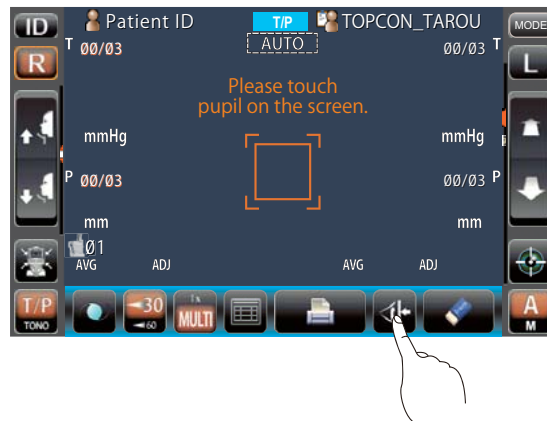 ID Patient ID T/P TOPCON_TAROU MODE
T 00/03 AUTO 00/03 T
R L
Please touch
pupil on the screen.
mmHg mmHg
P 00/03 00/03 P
mm mm
01
AVG ADJ AVG ADJ
T/P 30 1x A
TONO 60 MULTI M